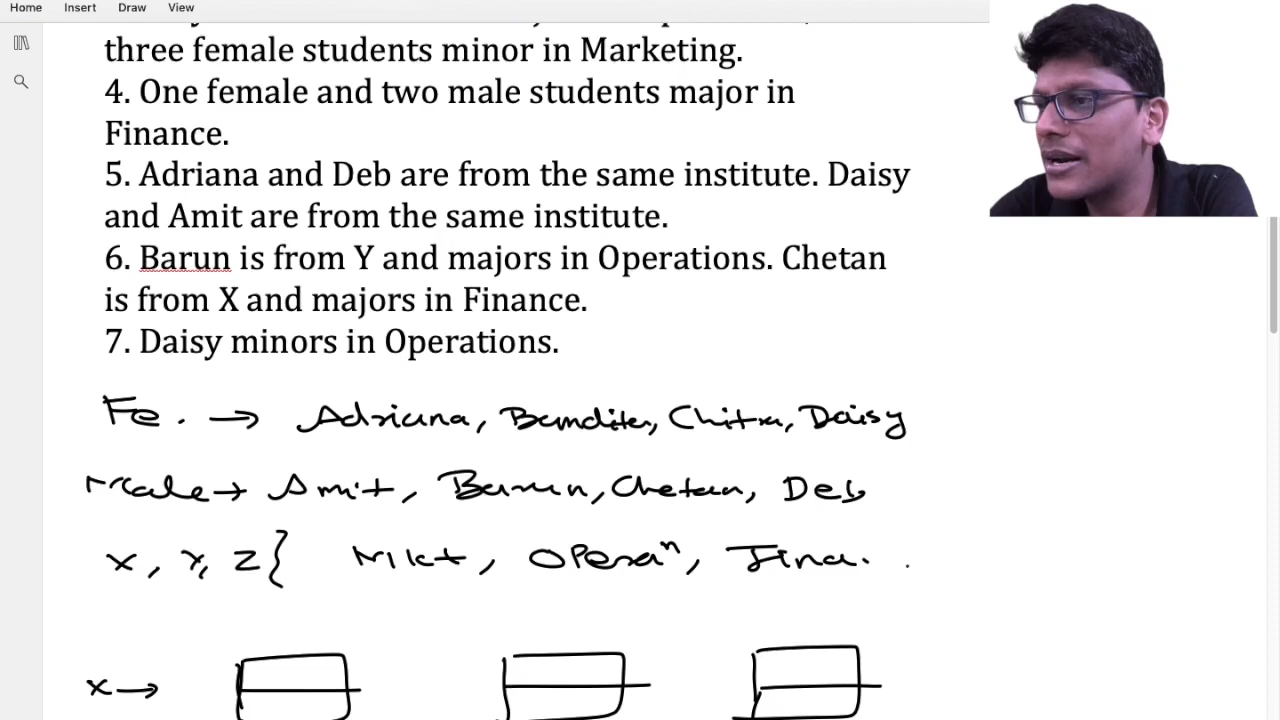 Home Insert Draw View
three female students minor in Marketing.
4. One female and two male students major in
Finance.
5. Adriana and Deb are from the same institute. Daisy
and Amit are from the same institute.
6. Barun is from Y and majors in Operations. Chetan
is from X and majors in Finance.
7. Daisy minors in Operations.
Fe. → Adriana, Bandita, Chitra, Daisy
Male → Amit, Barun, Chetan, Deb
X, Y, Z } Mkt, Operaⁿ, Fina.
X →